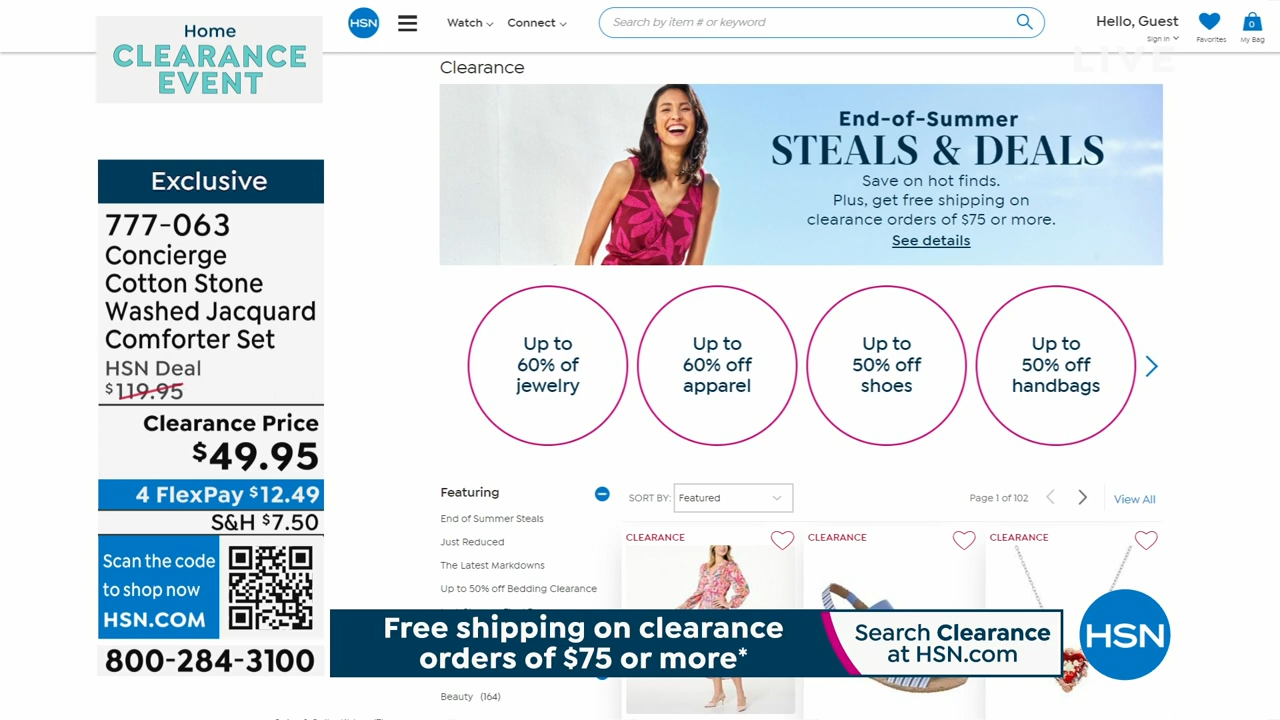 Home
CLEARANCE
EVENT
HSN
Watch
Connect
Search by item # or keyword
Hello, Guest
Sign In
Favorites
0
My Bag
LIVE
Clearance
End-of-Summer
STEALS & DEALS
Save on hot finds.
Plus, get free shipping on
clearance orders of $75 or more.
See details
Exclusive
777-063
Concierge
Cotton Stone
Washed Jacquard
Comforter Set
HSN Deal
$119.95
Clearance Price
$49.95
4 FlexPay $12.49
S&H $7.50
Scan the code
to shop now
HSN.COM
800-284-3100
Up to
60% of
jewelry
Up to
60% off
apparel
Up to
50% off
shoes
Up to
50% off
handbags
Featuring
End of Summer Steals
Just Reduced
The Latest Markdowns
Up to 50% off Bedding Clearance
Beauty (164)
SORT BY:
Featured
Page 1 of 102
View All
CLEARANCE
CLEARANCE
CLEARANCE
Free shipping on clearance
orders of $75 or more*
Search Clearance
at HSN.com
HSN